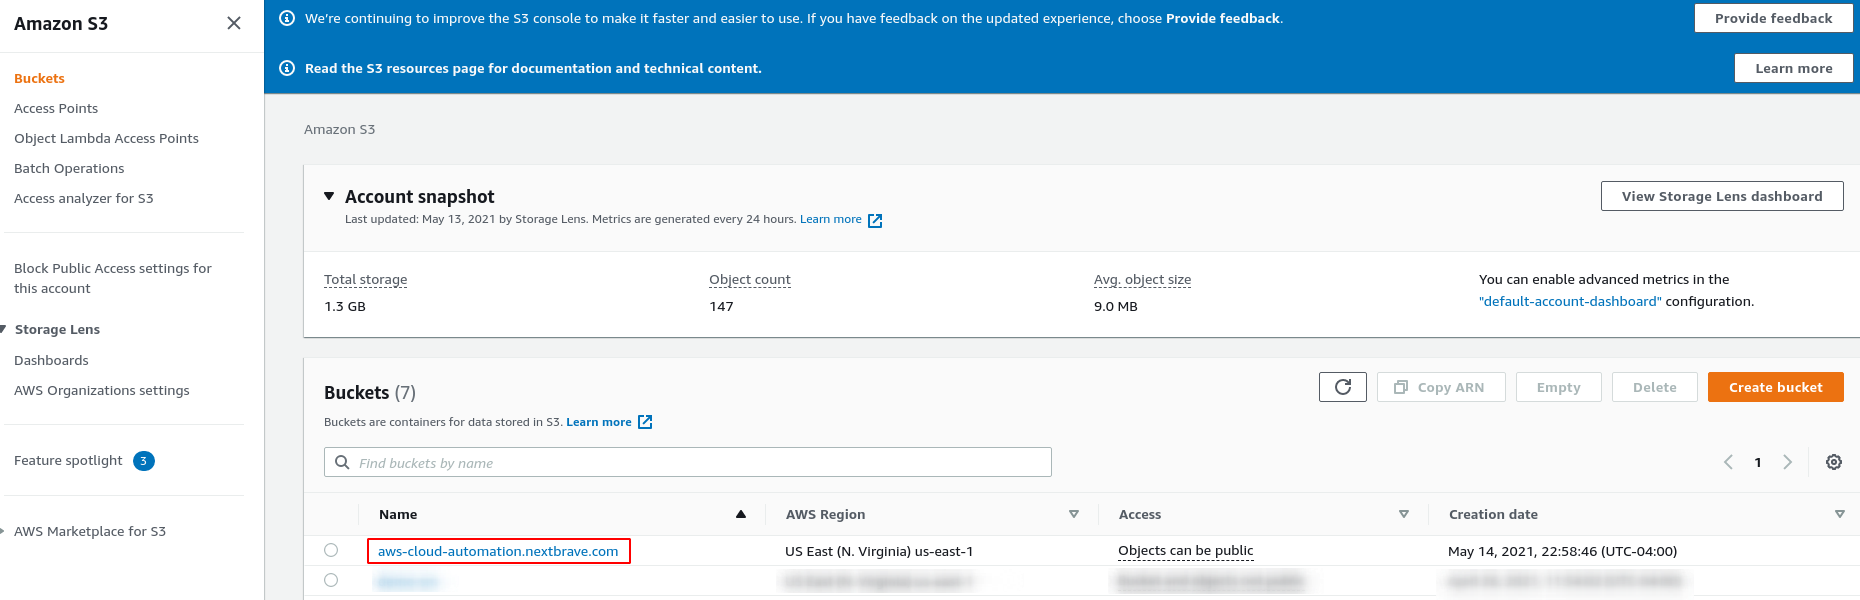 Amazon S3
Buckets
Access Points
Object Lambda Access Points
Batch Operations
Access analyzer for S3
Block Public Access settings for
this account
Storage Lens
Dashboards
AWS Organizations settings
Feature spotlight 3
AWS Marketplace for S3
We're continuing to improve the S3 console to make it faster and easier to use. If you have feedback on the updated experience, choose Provide feedback.
Provide feedback
Read the S3 resources page for documentation and technical content.
Learn more
Amazon S3
Account snapshot
Last updated: May 13, 2021 by Storage Lens. Metrics are generated every 24 hours. Learn more
View Storage Lens dashboard
Total storage
1.3 GB
Object count
147
Avg. object size
9.0 MB
You can enable advanced metrics in the
"default-account-dashboard" configuration.
Buckets (7)
Buckets are containers for data stored in S3. Learn more
Copy ARN
Empty
Delete
Create bucket
Find buckets by name
1
Name AWS Region Access Creation date
aws-cloud-automation.nextbrave.com US East (N. Virginia) us-east-1 Objects can be public May 14, 2021, 22:58:46 (UTC-04:00)